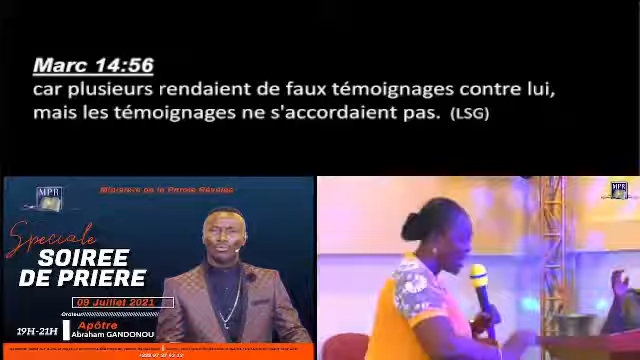 Marc 14:56
car plusieurs rendaient de faux témoignages contre lui,
mais les témoignages ne s'accordaient pas. (LSG)
MPR
Ministère de la Parole Révélée
Spéciale
SOIREE
DE PRIERE
09 Juillet 2021
Orateur
19H-21H
Apôtre
Abraham GANDONOU
MPR